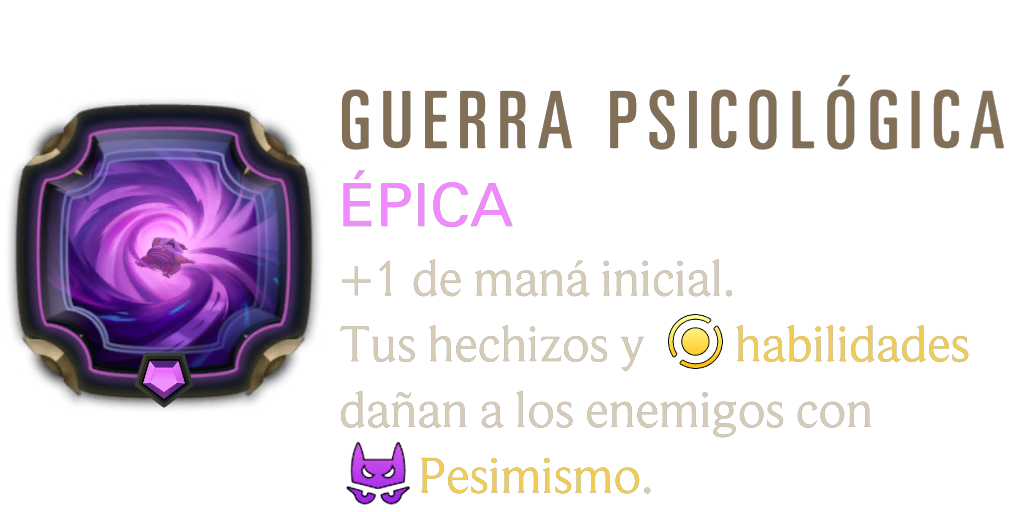 GUERRA PSICOLÓGICA
ÉPICA
+1 de maná inicial.
Tus hechizos y habilidades
dañan a los enemigos con
Pesimismo.